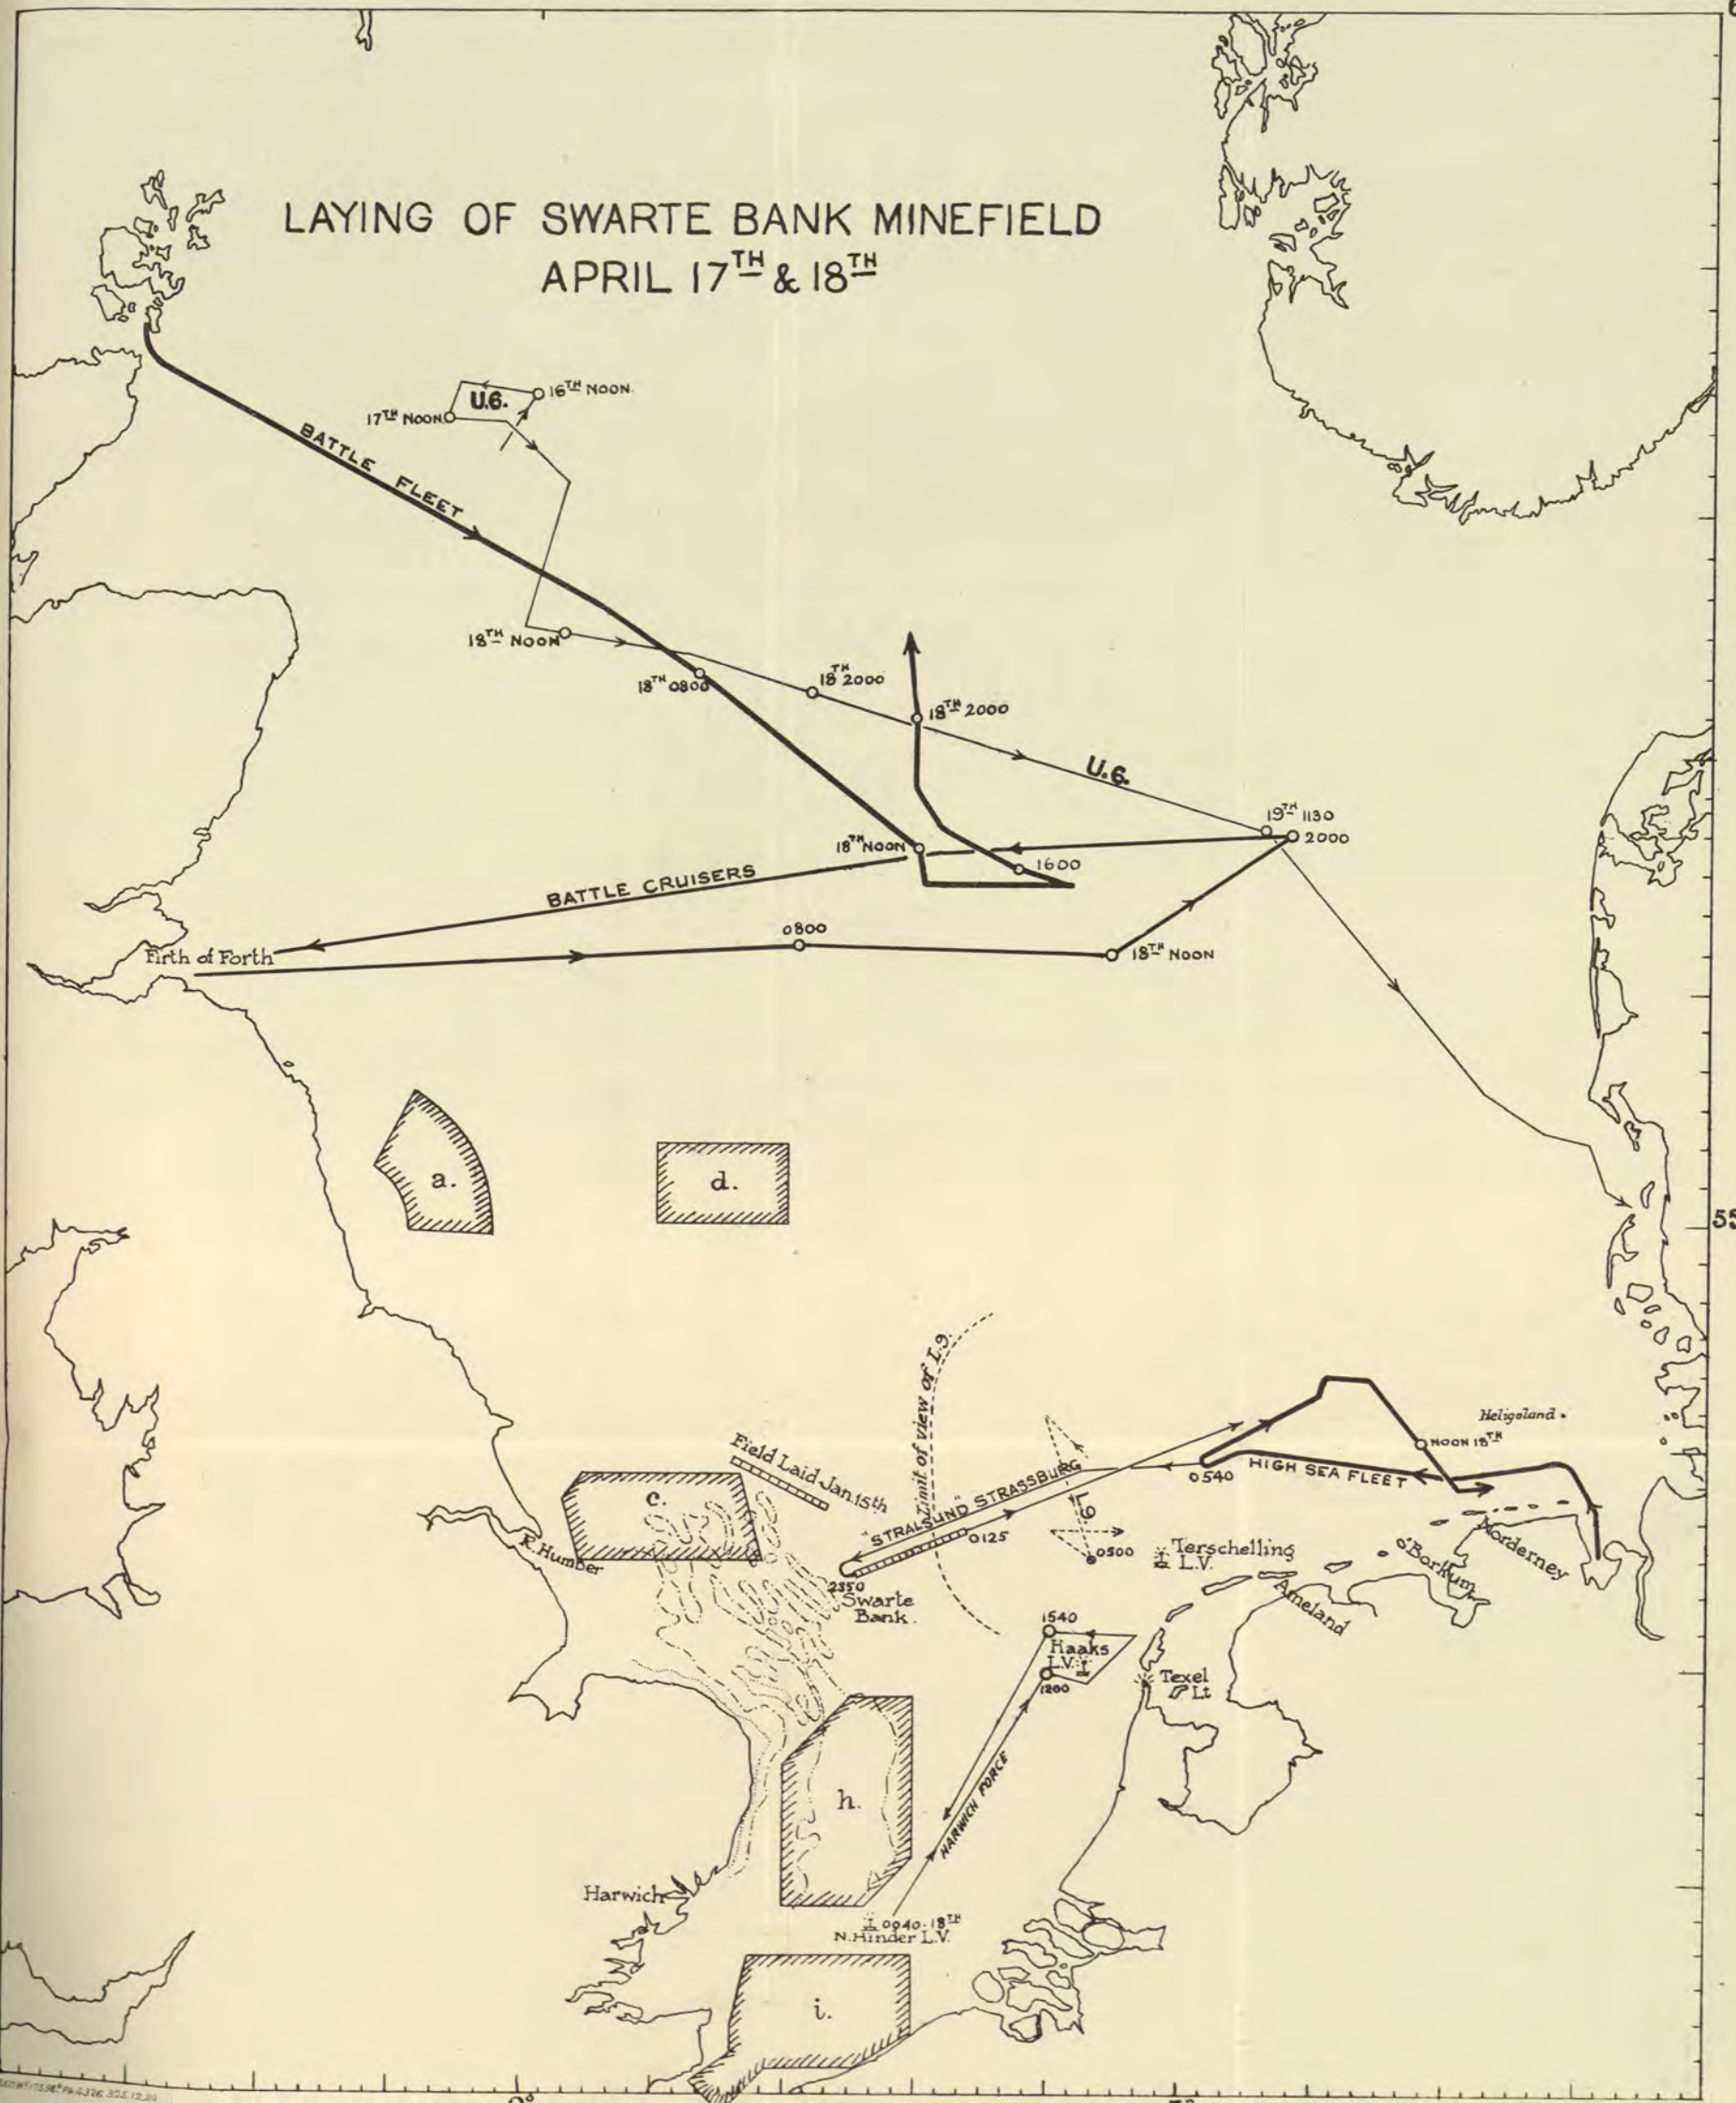 LAYING OF SWARTE BANK MINEFIELD
APRIL 17TH & 18TH
16TH NOON.
U.6.
17TH NOON
BATTLE FLEET
18TH NOON
18TH 0800
18TH 2000
18TH 2000
U.6.
19TH 1130
2000
18TH NOON
1600
BATTLE CRUISERS
0800
Firth of Forth
18TH NOON
a.
d.
55
Limit of view of L.9.
Heligoland.
NOON 18TH
Field Laid Jan. 15th
HIGH SEA FLEET
0540
c.
"STRALSUND" STRASSBURG
L9
0125
R. Humber
0500
Terschelling
L.V.
Norderney
Borkum
2350
Swarte
Bank.
Ameland
1540
Haaks
L.V.
1200
Texel
Lt
HARWICH FORCE
h.
Harwich
0940. 18TH
N. Hinder L.V.
i.
0°